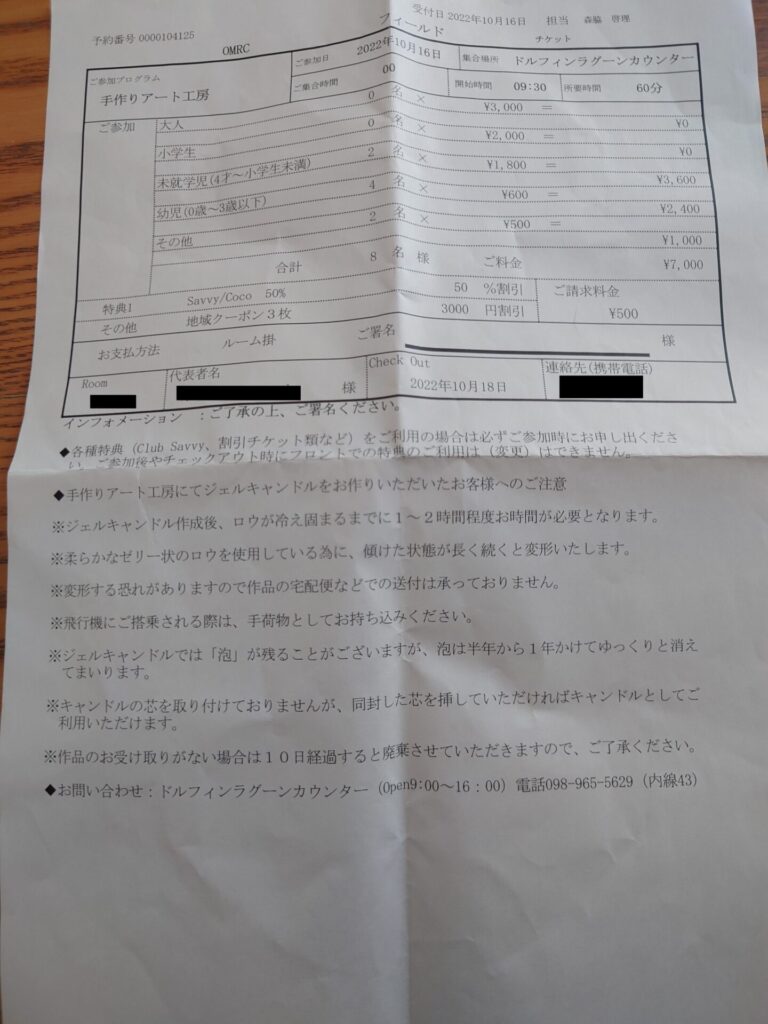 予約番号 0000104125
受付日 2022年10月16日 担当 森脇 啓理
OMRC フィールド チケット
ご参加プログラム
手作りアート工房
ご参加日 2022年10月16日 集合場所 ドルフィンラグーンカウンター
ご集合時間 00 開始時間 09:30 所要時間 60分
ご参加 大人 0 名 × ¥3,000 = ¥0
小学生 0 名 × ¥2,000 = ¥0
未就学児(4才～小学生未満) 2 名 × ¥1,800 = ¥3,600
幼児(0歳～3歳以下) 4 名 × ¥600 = ¥2,400
その他 2 名 × ¥500 = ¥1,000
合計 8 名 様 ご料金 ¥7,000
特典1 Savvy/Coco 50% 50 %割引 ご請求料金
その他 地域クーポン3枚 3000 円割引 ¥500
お支払方法 ルーム掛 ご署名 様
Room 代表者名 様 Check Out 2022年10月18日 連絡先(携帯電話)
インフォメーション :ご了承の上、ご署名ください。
◆各種特典(Club Savvy、割引チケット類など)をご利用の場合は必ずご参加時にお申し出くださ
い。ご参加後やチェックアウト時にフロントでの特典のご利用は(変更)はできません。
◆手作りアート工房にてジェルキャンドルをお作りいただいたお客様へのご注意
※ジェルキャンドル作成後、ロウが冷え固まるまでに1～2時間程度お時間が必要となります。
※柔らかなゼリー状のロウを使用している為に、傾けた状態が長く続くと変形いたします。
※変形する恐れがありますので作品の宅配便などでの送付は承っておりません。
※飛行機にご搭乗される際は、手荷物としてお持ち込みください。
※ジェルキャンドルでは「泡」が残ることがございますが、泡は半年から1年かけてゆっくりと消え
てまいります。
※キャンドルの芯を取り付けておりませんが、同封した芯を挿していただければキャンドルとしてご
利用いただけます。
※作品のお受け取りがない場合は10日経過すると廃棄させていただきますので、ご了承ください。
◆お問い合わせ：ドルフィンラグーンカウンター(Open9:00～16:00)電話098-965-5629(内線43)